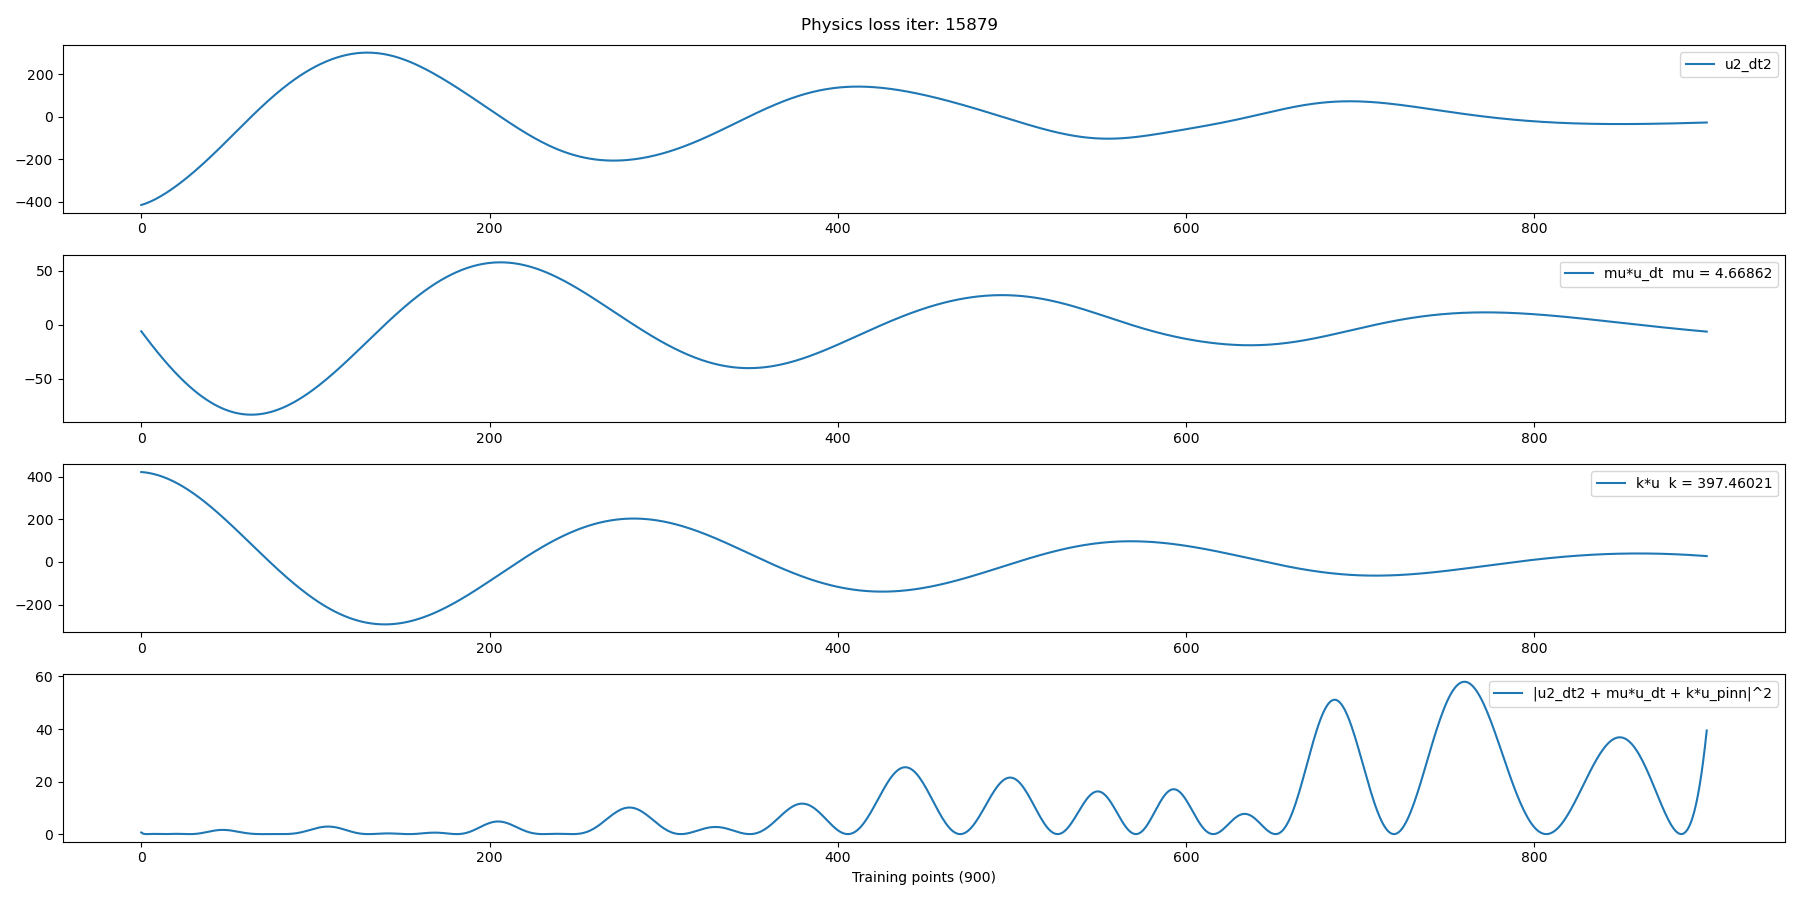 Physics loss iter: 15879
u2_dt2
200
0
−200
−400
0 200 400 600 800
mu*u_dt  mu = 4.66862
50
0
−50
0 200 400 600 800
k*u  k = 397.46021
400
200
0
−200
0 200 400 600 800
|u2_dt2 + mu*u_dt + k*u_pinn|^2
60
40
20
0
0 200 400 600 800
Training points (900)